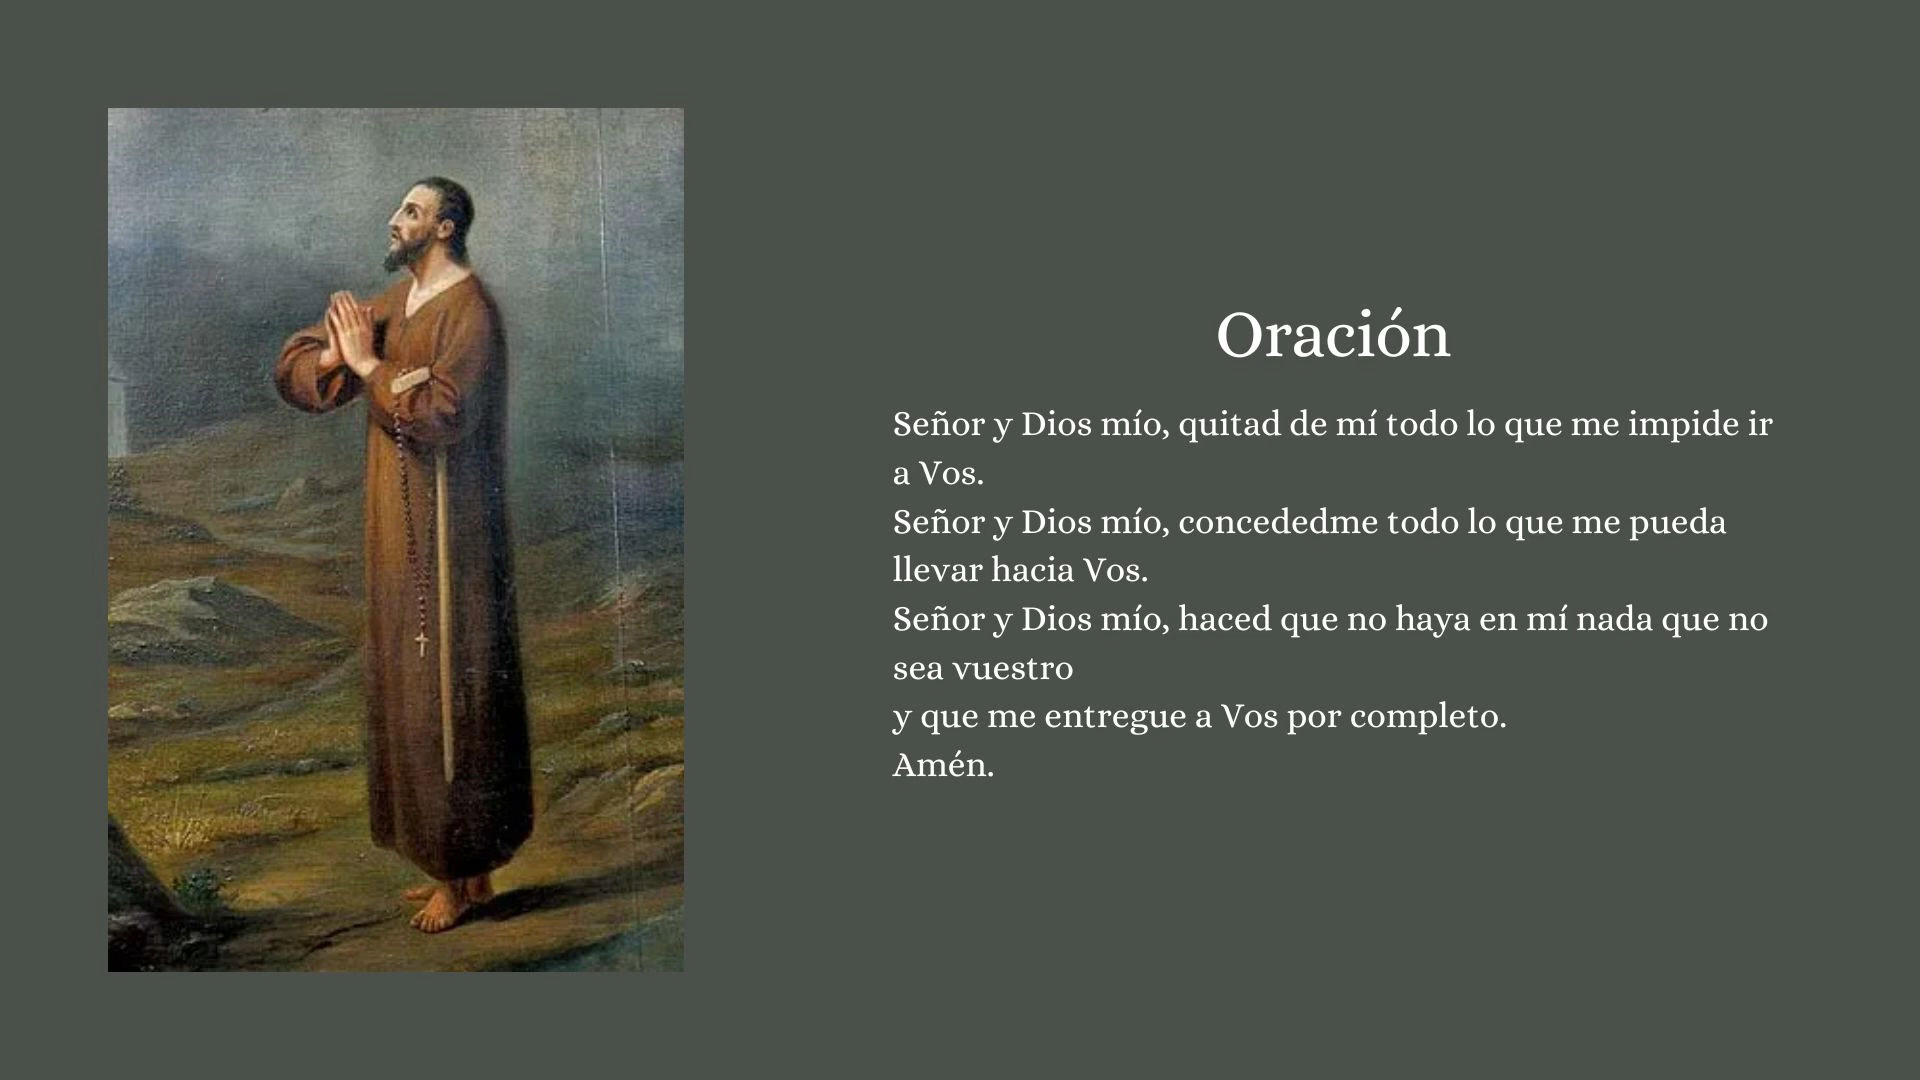 Oración
Señor y Dios mío, quitad de mí todo lo que me impide ir
a Vos.
Señor y Dios mío, concededme todo lo que me pueda
llevar hacia Vos.
Señor y Dios mío, haced que no haya en mí nada que no
sea vuestro
y que me entregue a Vos por completo.
Amén.